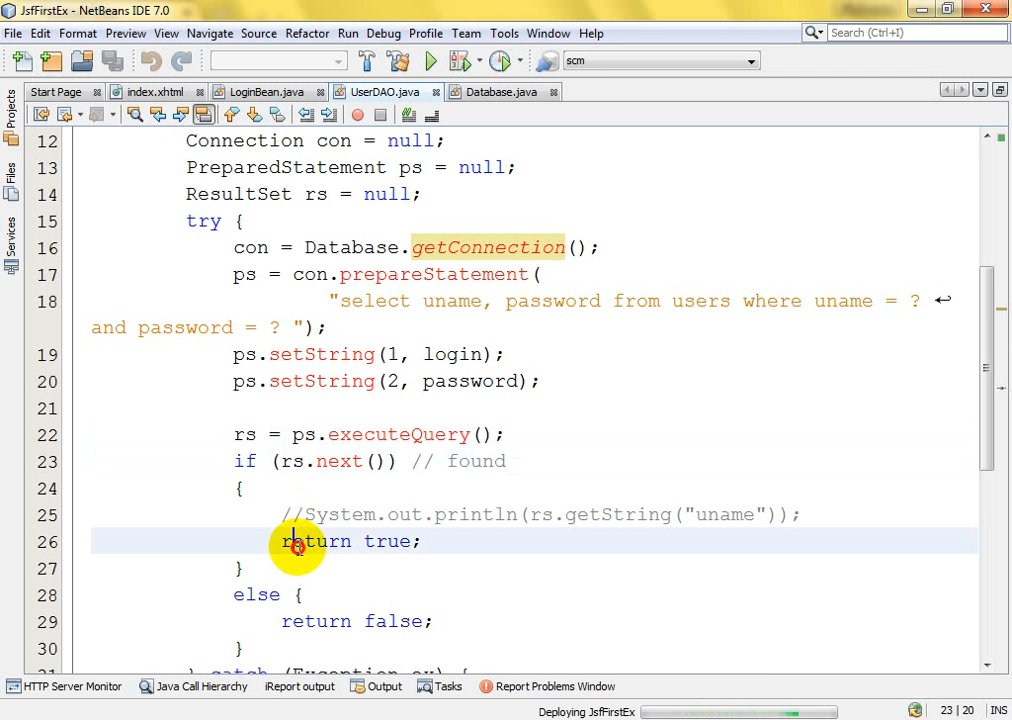 JsfFirstEx - NetBeans IDE 7.0
File Edit Format Preview View Navigate Source Refactor Run Debug Profile Team Tools Window Help
Search (Ctrl+I)
scm
Start Page index.xhtml LoginBean.java UserDAO.java Database.java
Projects
Files
Services
12 Connection con = null;
13 PreparedStatement ps = null;
14 ResultSet rs = null;
15 try {
16 con = Database.getConnection();
17 ps = con.prepareStatement(
18 "select uname, password from users where uname = ?
and password = ? ");
19 ps.setString(1, login);
20 ps.setString(2, password);
21
22 rs = ps.executeQuery();
23 if (rs.next()) // found
24 {
25 //System.out.println(rs.getString("uname"));
26 return true;
27 }
28 else {
29 return false;
30 }
31 } catch (Exception ex) {
HTTP Server Monitor Java Call Hierarchy iReport output Output Tasks Report Problems Window
Deploying JsfFirstEx 23 | 20 INS